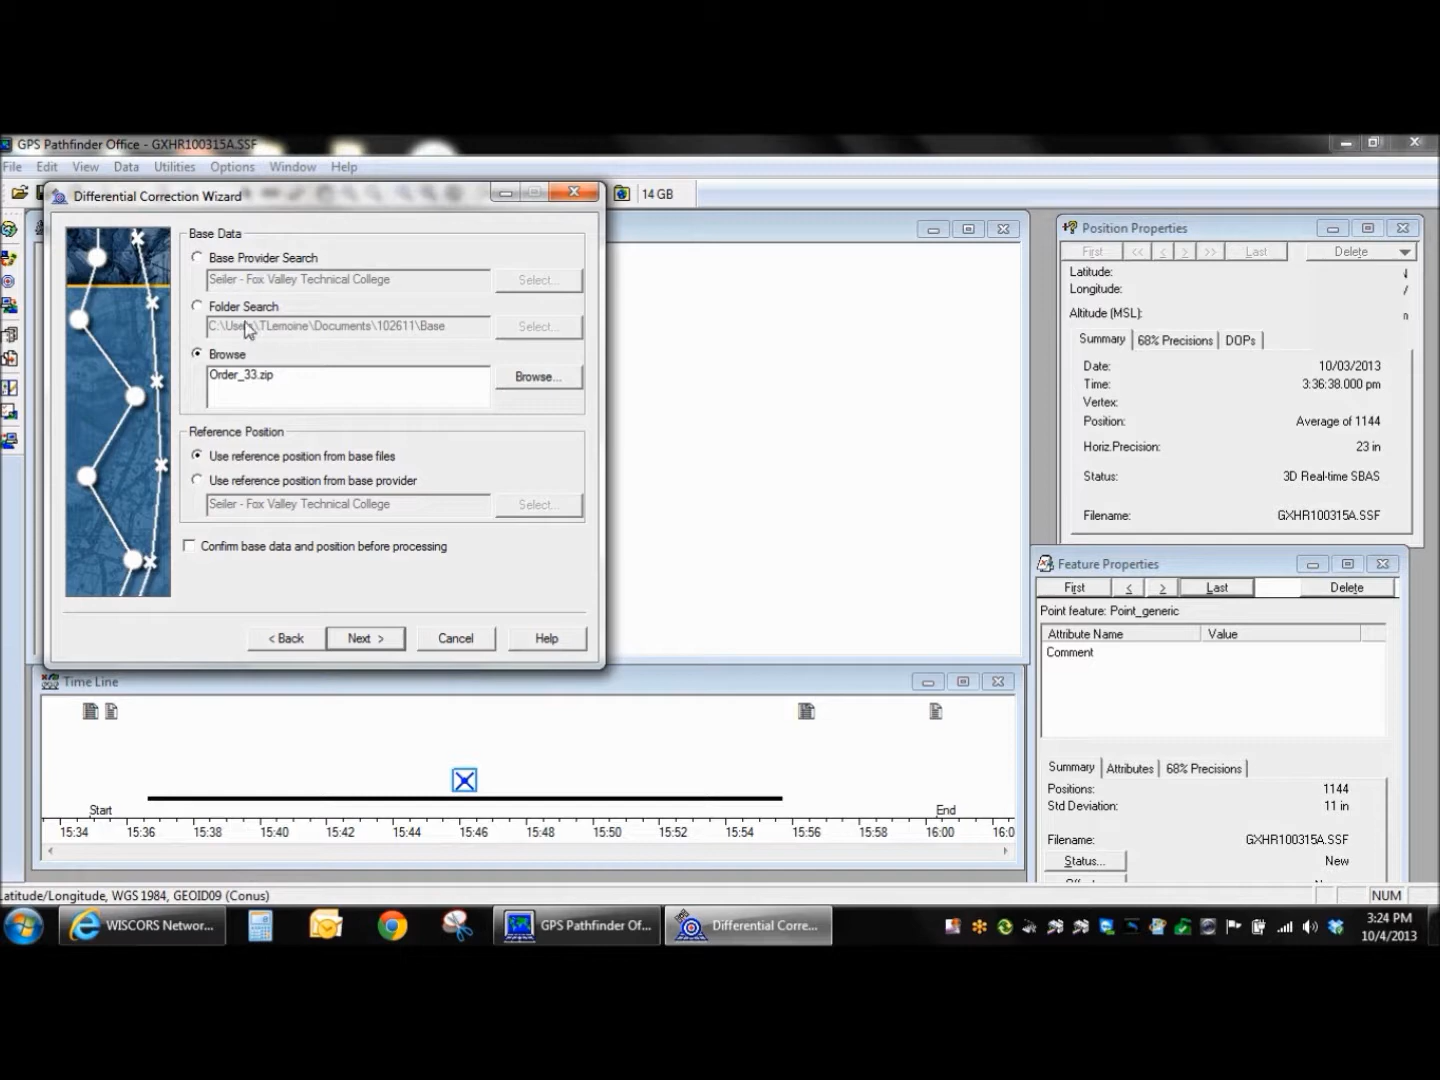 GPS Pathfinder Office - GXHR100315A.SSF
File Edit View Data Utilities Options Window Help
14 GB
Differential Correction Wizard
Base Data
Base Provider Search
Seiler - Fox Valley Technical College
Select...
Folder Search
C:\Users\TLemoine\Documents\102611\Base
Select...
Browse
Order_33.zip
Browse...
Reference Position
Use reference position from base files
Use reference position from base provider
Seiler - Fox Valley Technical College
Select...
Confirm base data and position before processing
< Back
Next >
Cancel
Help
Position Properties
First << < > >> Last Delete
Latitude:
Longitude:
Altitude (MSL):
Summary 68% Precisions DOPs
Date: 10/03/2013
Time: 3:36:38.000 pm
Vertex:
Position: Average of 1144
Horiz.Precision: 23 in
Status: 3D Real-time SBAS
Filename: GXHR100315A.SSF
Feature Properties
First < > Last Delete
Point feature: Point_generic
Attribute Name Value
Comment
Summary Attributes 68% Precisions
Positions: 1144
Std Deviation: 11 in
Filename: GXHR100315A.SSF
Status... New
Time Line
Start End
15:34 15:36 15:38 15:40 15:42 15:44 15:46 15:48 15:50 15:52 15:54 15:56 15:58 16:00 16:0
Latitude/Longitude, WGS 1984, GEOID09 (Conus)
NUM
WISCORS Networ...
GPS Pathfinder Of...
Differential Corre...
3:24 PM
10/4/2013